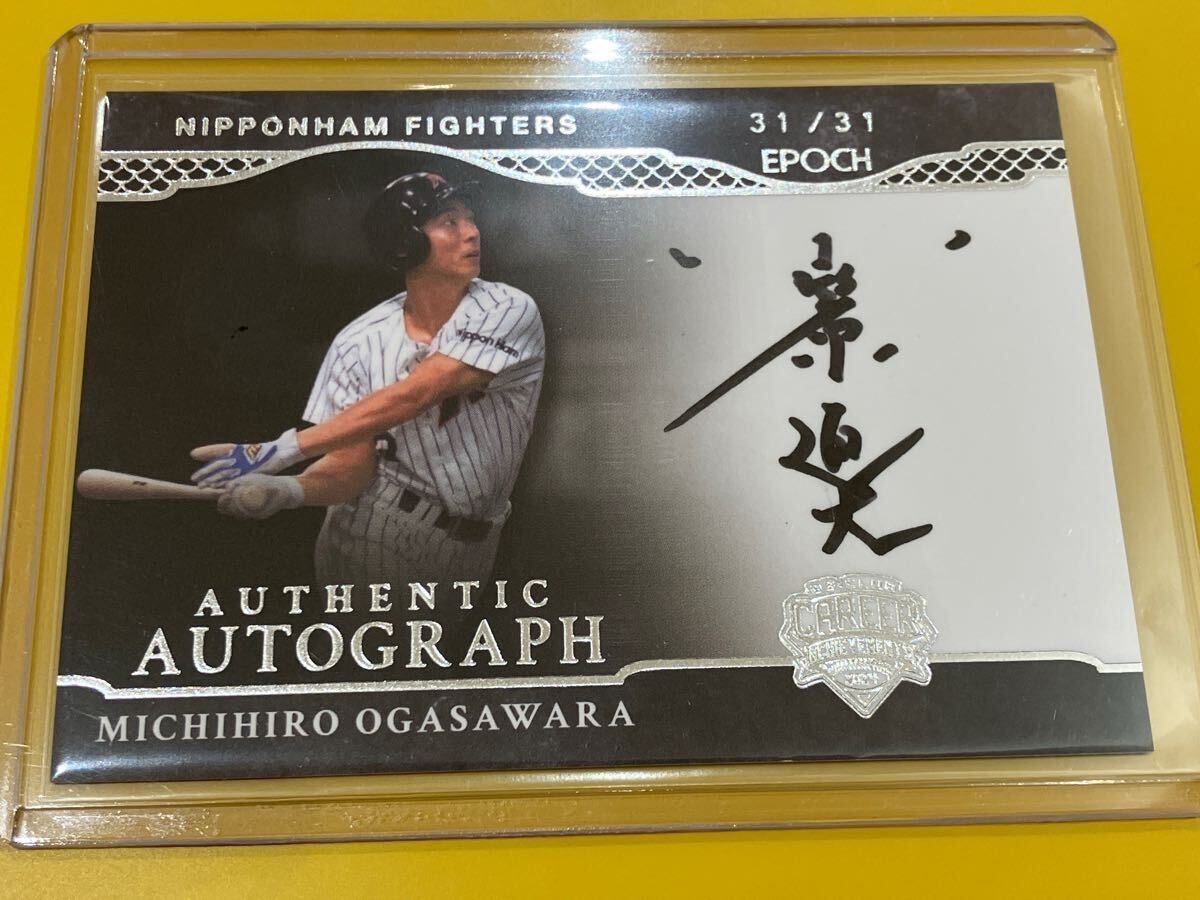 NIPPONHAM FIGHTERS
31/31
EPOCH
Nippon Ham
AUTHENTIC
AUTOGRAPH
CAREER
MICHIHIRO OGASAWARA